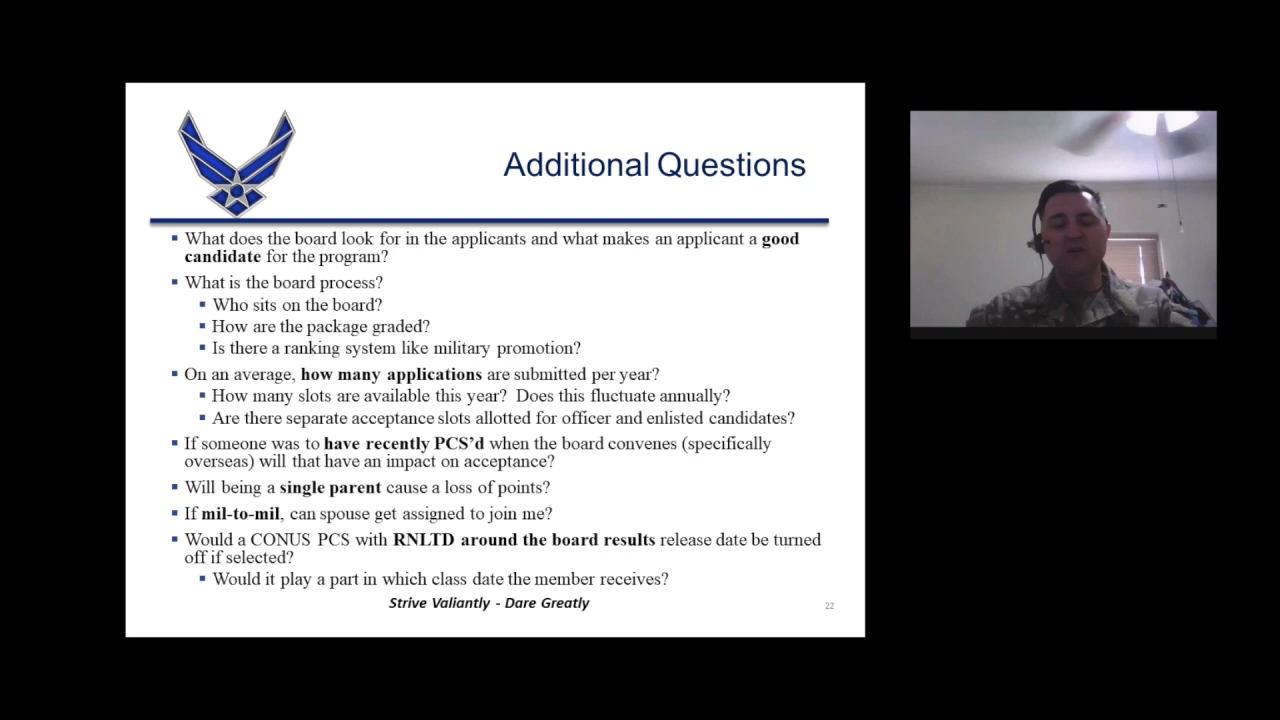 Additional Questions
What does the board look for in the applicants and what makes an applicant a good
candidate for the program?
What is the board process?
Who sits on the board?
How are the package graded?
Is there a ranking system like military promotion?
On an average, how many applications are submitted per year?
How many slots are available this year? Does this fluctuate annually?
Are there separate acceptance slots allotted for officer and enlisted candidates?
If someone was to have recently PCS’d when the board convenes (specifically
overseas) will that have an impact on acceptance?
Will being a single parent cause a loss of points?
If mil-to-mil, can spouse get assigned to join me?
Would a CONUS PCS with RNLTD around the board results release date be turned
off if selected?
Would it play a part in which class date the member receives?
Strive Valiantly - Dare Greatly
22